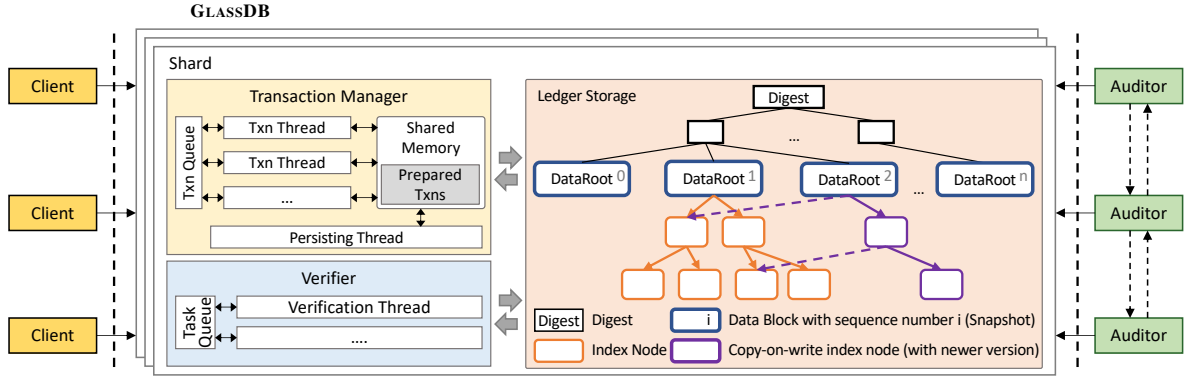 GLASSDB
Shard
Client
Client
Client
Transaction Manager
Txn Queue
Txn Thread
Txn Thread
...
Shared
Memory
Prepared
Txns
Persisting Thread
Verifier
Task
Queue
Verification Thread
....
Ledger Storage
Digest
...
DataRoot 0
DataRoot 1
DataRoot 2
...
DataRoot n
Digest Digest
i Data Block with sequence number i (Snapshot)
Index Node
Copy-on-write index node (with newer version)
Auditor
Auditor
Auditor